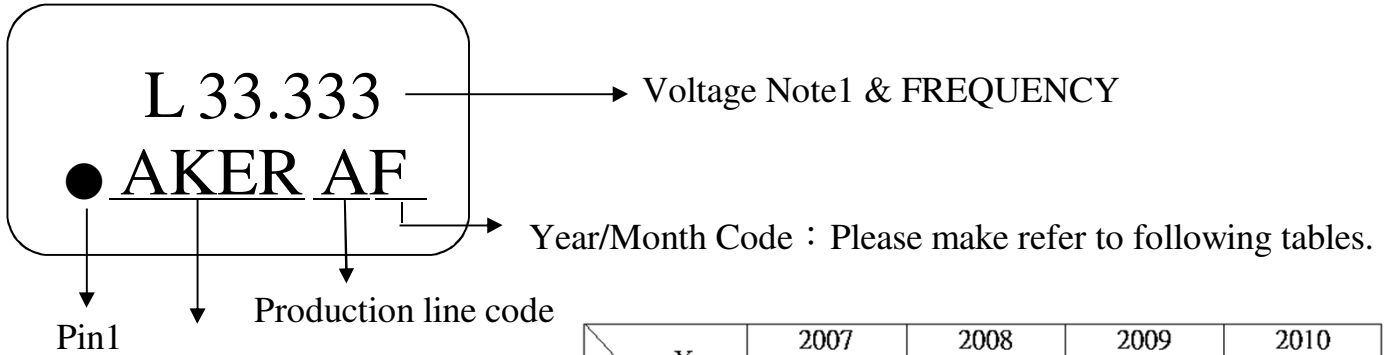 L 33.333
Voltage Note1 & FREQUENCY
● AKER AF
Year/Month Code：Please make refer to following tables.
Production line code
Pin1
2007 2008 2009 2010